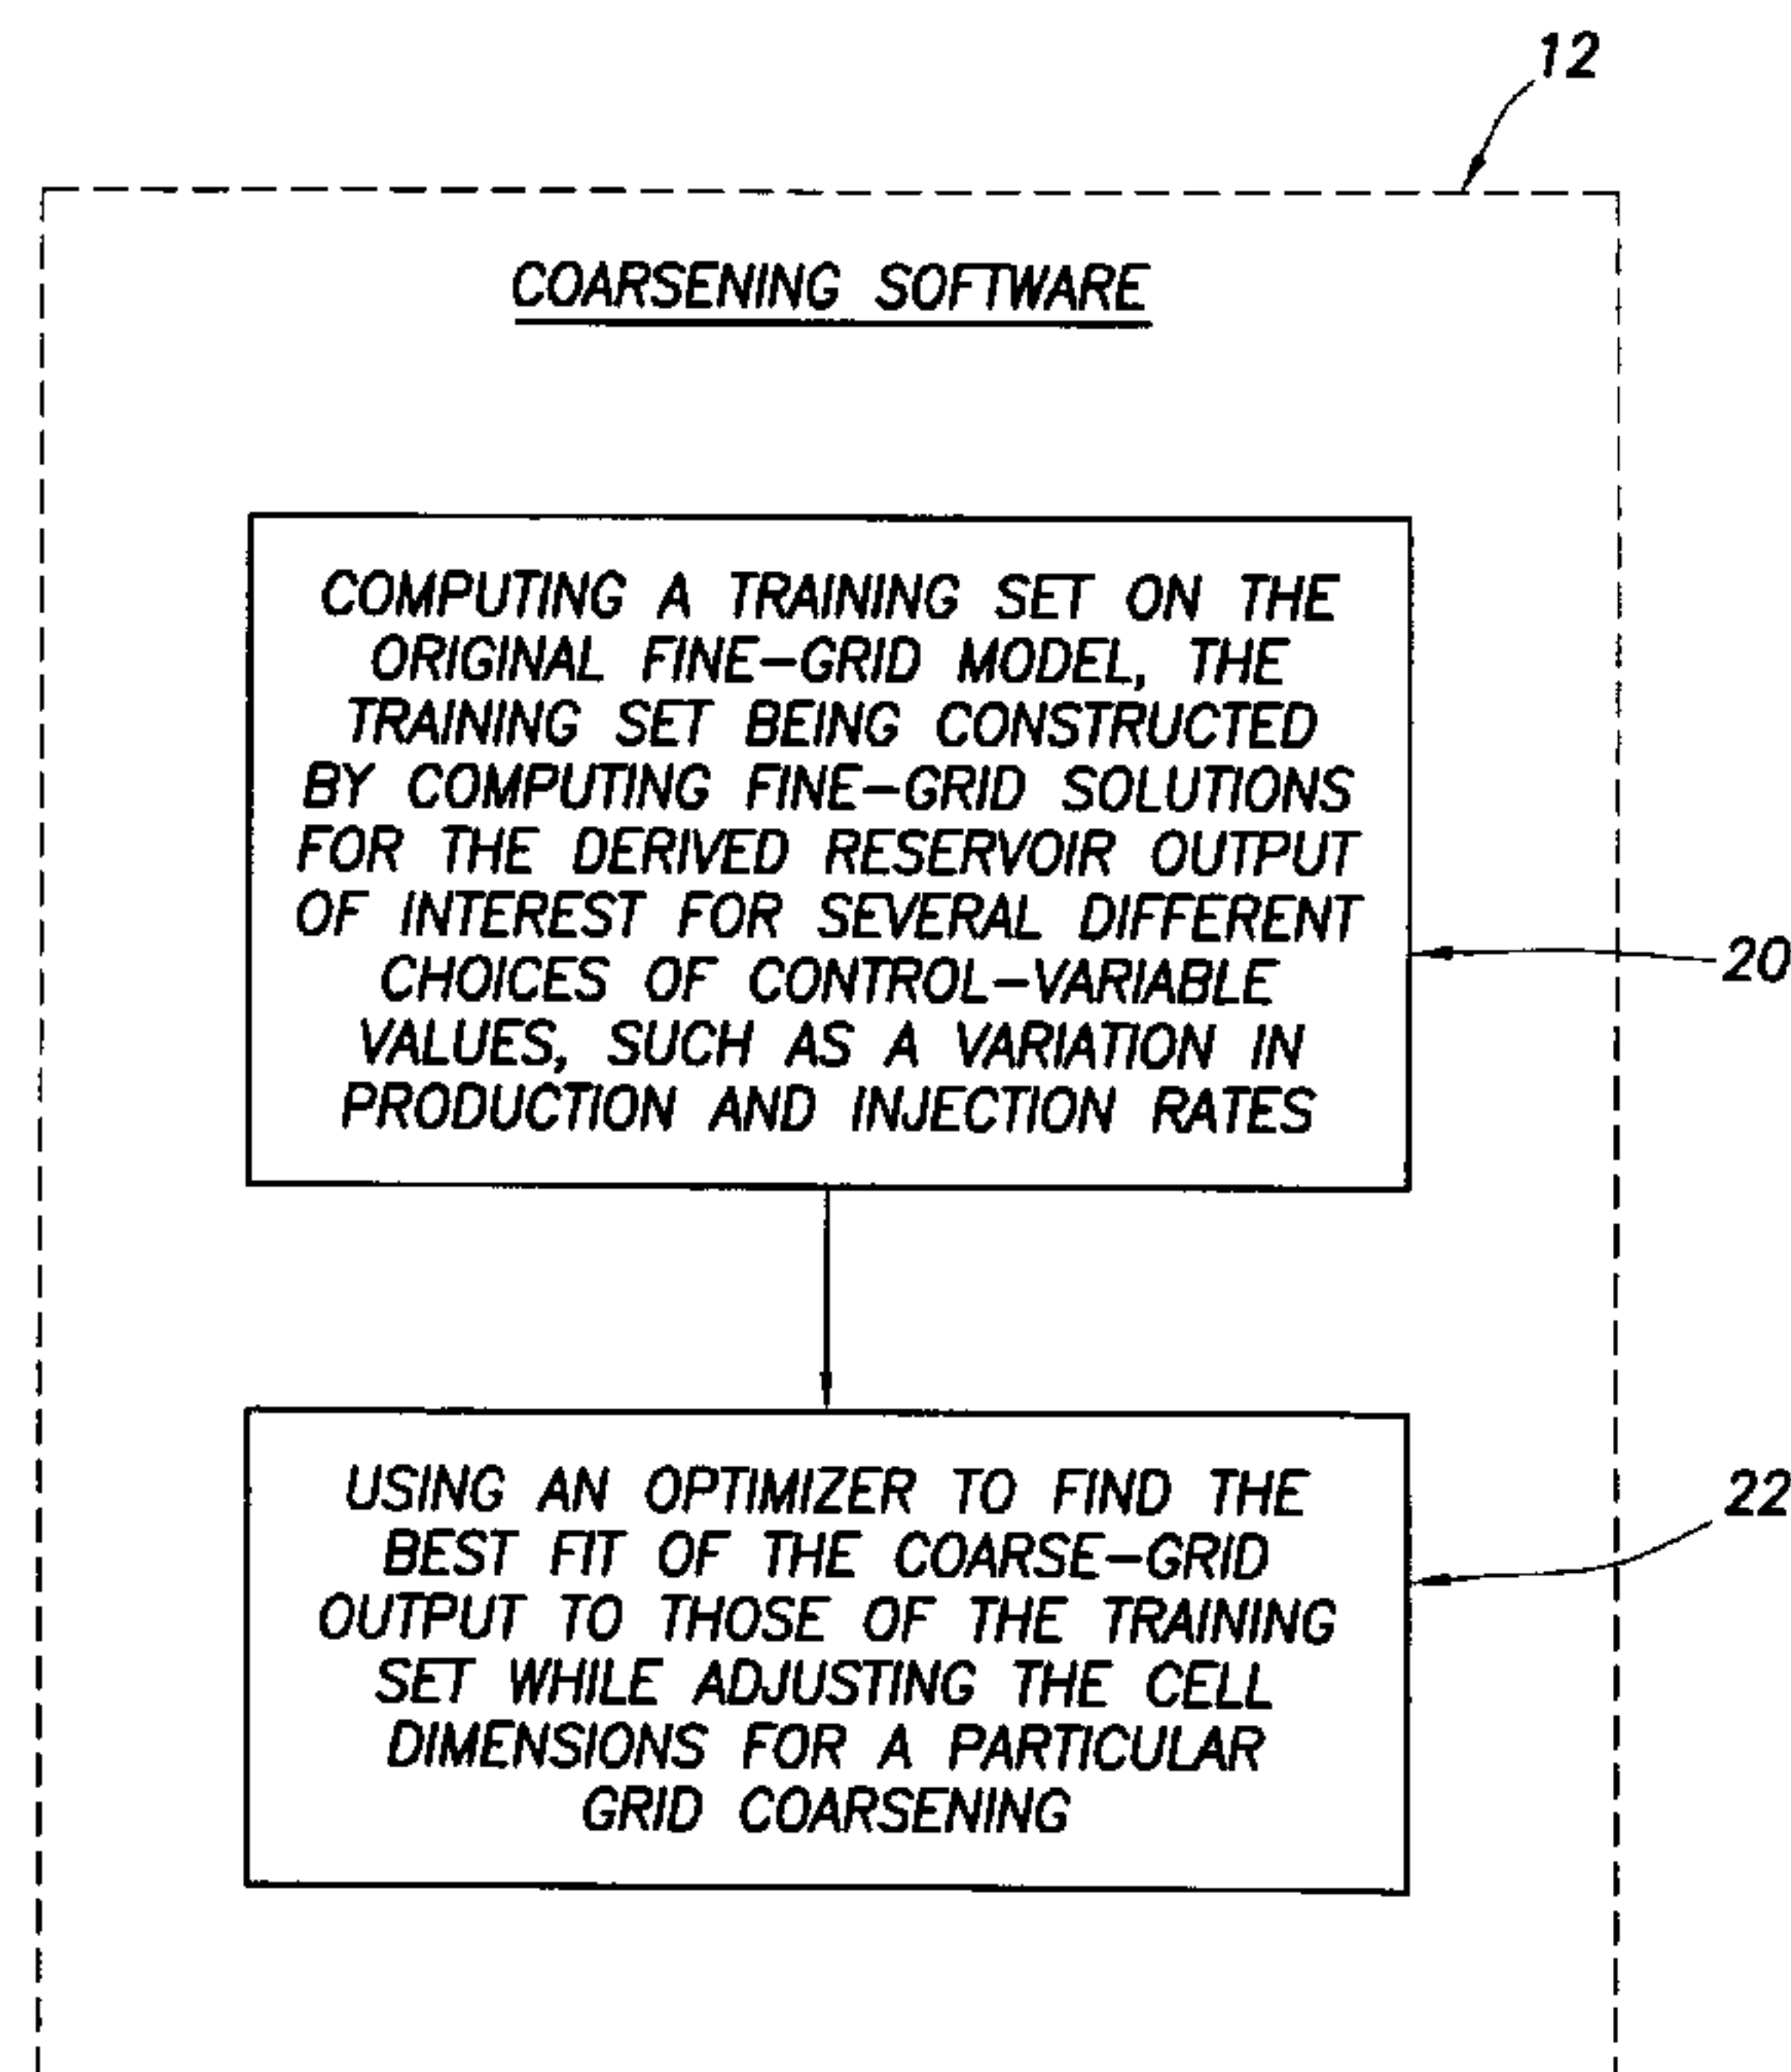 12
COARSENING SOFTWARE
COMPUTING A TRAINING SET ON THE
ORIGINAL FINE-GRID MODEL, THE
TRAINING SET BEING CONSTRUCTED
BY COMPUTING FINE-GRID SOLUTIONS
FOR THE DERIVED RESERVOIR OUTPUT
OF INTEREST FOR SEVERAL DIFFERENT
CHOICES OF CONTROL-VARIABLE
VALUES, SUCH AS A VARIATION IN
PRODUCTION AND INJECTION RATES
20
USING AN OPTIMIZER TO FIND THE
BEST FIT OF THE COARSE-GRID
OUTPUT TO THOSE OF THE TRAINING
SET WHILE ADJUSTING THE CELL
DIMENSIONS FOR A PARTICULAR
GRID COARSENING
22